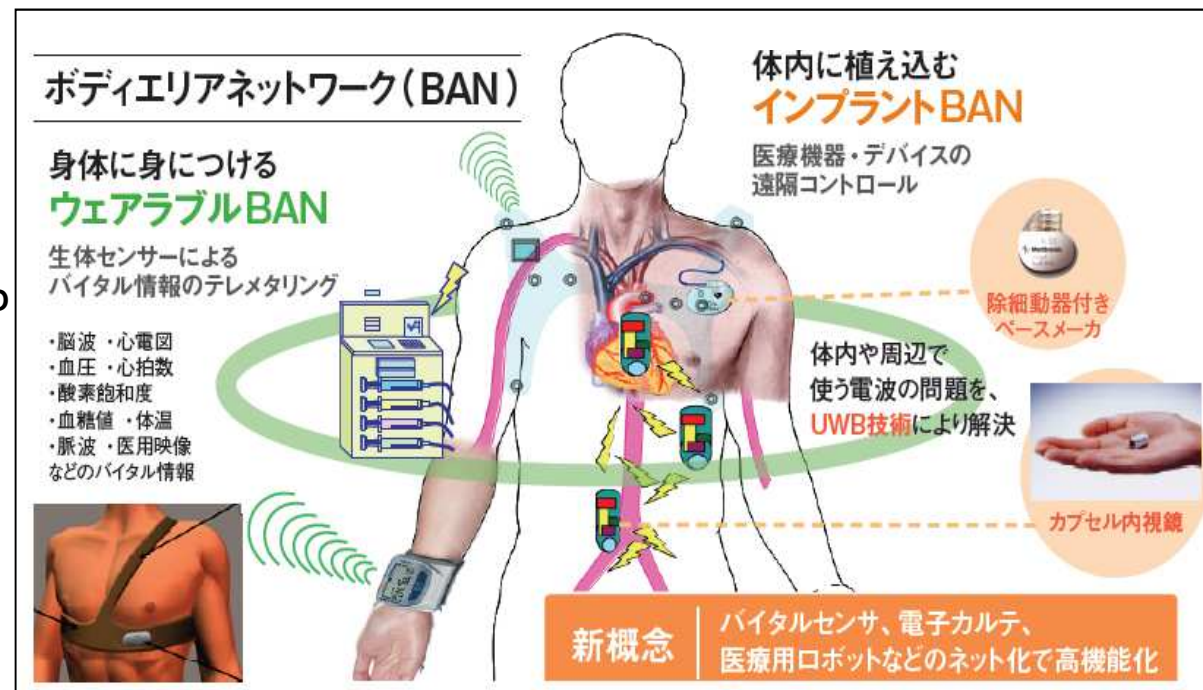 ボディエリアネットワーク(BAN)
身体に身につける
ウェアラブルBAN
生体センサーによる
バイタル情報のテレメタリング
・脳波 ・心電図
・血圧 ・心拍数
・酸素飽和度
・血糖値 ・体温
・脈波 ・医用映像
などのバイタル情報
体内に植え込む
インプラントBAN
医療機器・デバイスの
遠隔コントロール
除細動器付き
ペースメーカ
体内や周辺で
使う電波の問題を、
UWB技術により解決
カプセル内視鏡
新概念
バイタルセンサ、電子カルテ、
医療用ロボットなどのネット化で高機能化